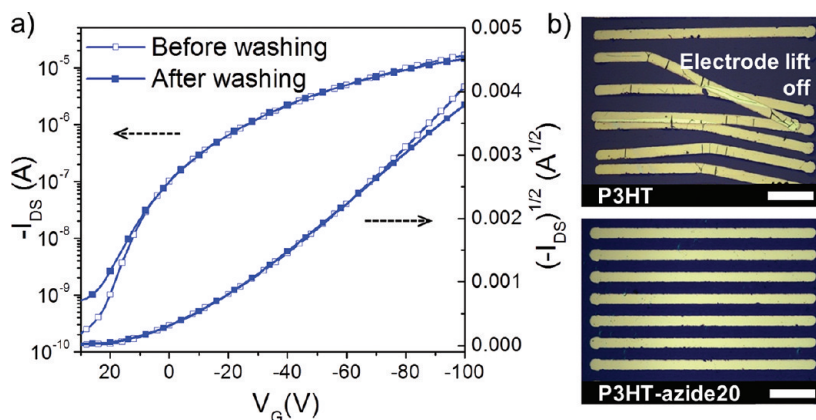 a)
Before washing
After washing
-I_DS (A)
10^-5
10^-6
10^-7
10^-8
10^-9
10^-10
20 0 -20 -40 -60 -80 -100
V_G(V)
0.005
0.004
0.003
0.002
0.001
0.000
(-I_DS)^1/2 (A^1/2)
b)
Electrode lift
off
P3HT
P3HT-azide20